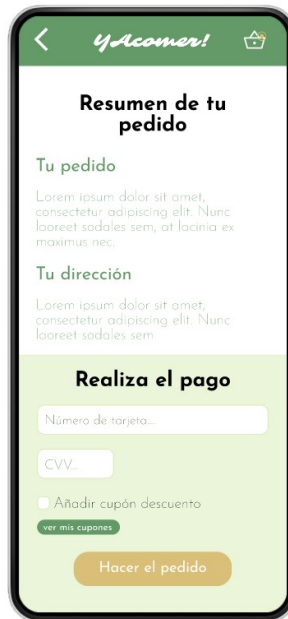 yAcomer!
Resumen de tu
pedido
Tu pedido
Lorem ipsum dolor sit amet,
consectetur adipiscing elit. Nunc
laoreet sodales sem, at lacinia ex
maximus nec.
Tu dirección
Lorem ipsum dolor sit amet,
consectetur adipiscing elit. Nunc
laoreet sodales sem
Realiza el pago
Número de tarjeta...
CVV...
Añadir cupón descuento
ver mis cupones
Hacer el pedido